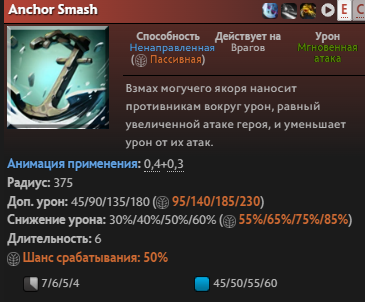 Anchor Smash
E
C
Способность Действует на Урон
Ненаправленная Врагов Мгновенная
(Пассивная) атака
Взмах могучего якоря наносит
противникам вокруг урон, равный
увеличенной атаке героя, и уменьшает
урон от их атак.
Анимация применения: 0,4+0,3
Радиус: 375
Доп. урон: 45/90/135/180 (95/140/185/230)
Снижение урона: 30%/40%/50%/60% (55%/65%/75%/85%)
Длительность: 6
Шанс срабатывания: 50%
7/6/5/4 45/50/55/60